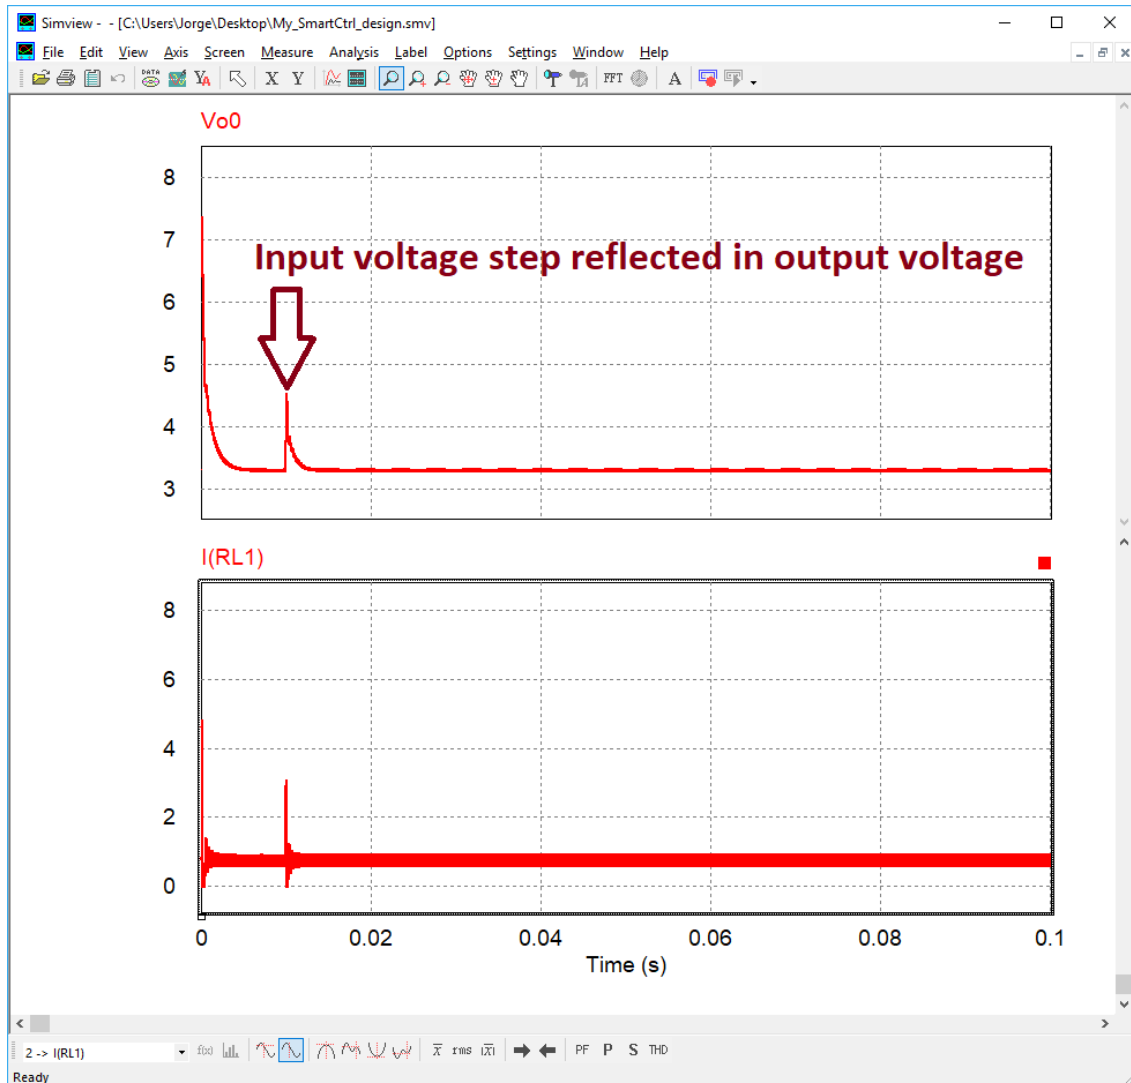 Simview - - [C:\Users\Jorge\Desktop\My_SmartCtrl_design.smv]
File Edit View Axis Screen Measure Analysis Label Options Settings Window Help
DATA YA X Y TA FFT A
Vo0
8
7
Input voltage step reflected in output voltage
6
5
4
3
I(RL1)
8
6
4
2
0
0 0.02 0.04 0.06 0.08 0.1
Time (s)
2 -> I(RL1) f(x) x rms |x| PF P S THD
Ready